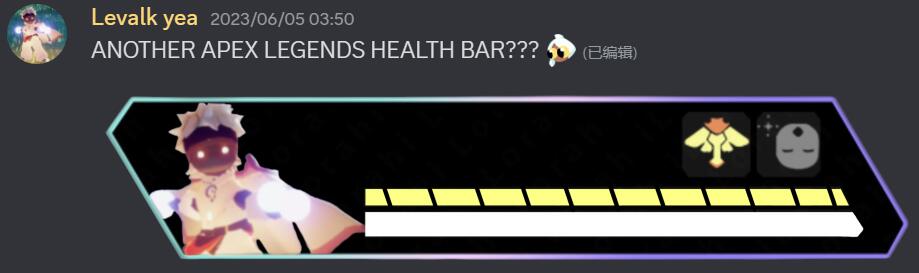 Levalk yea 2023/06/05 03:50
ANOTHER APEX LEGENDS HEALTH BAR??? (已编辑)